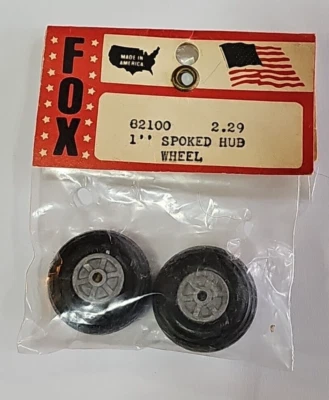 FOX
MADE IN
AMERICA
62100 2.29
1'' SPOKED HUB
WHEEL